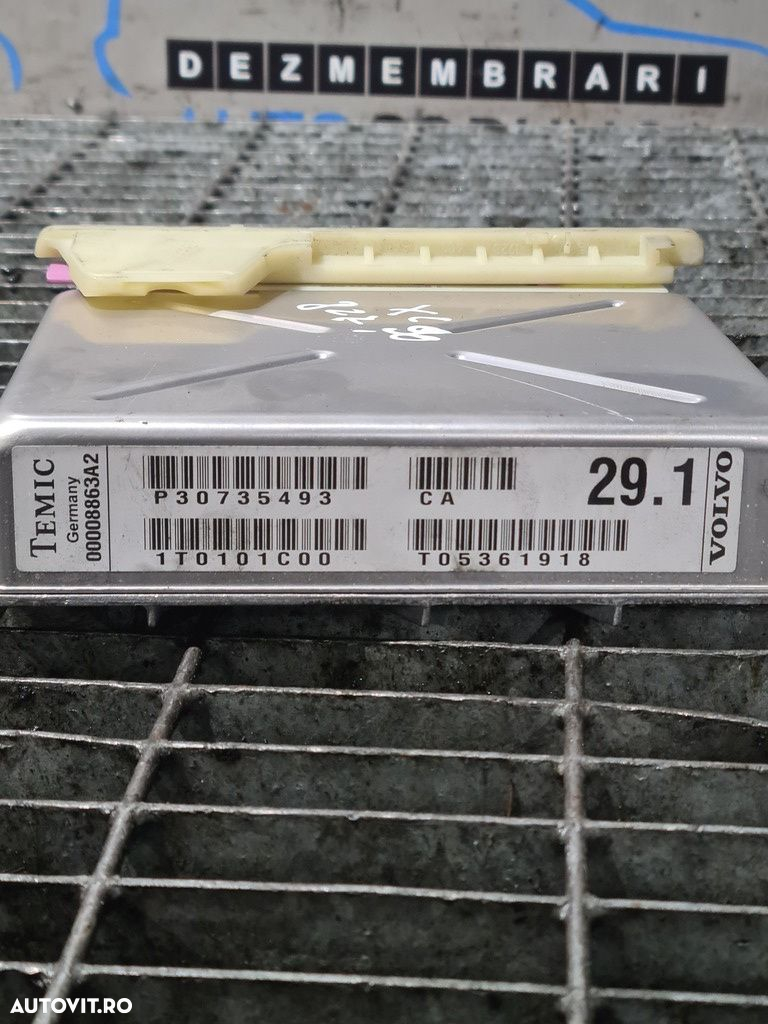 DEZMEMBRARI
TEMIC
Germany
00008863A2
P30735493
CA
29.1
1T0101C00
T05361918
VOLVO
AUTOVIT.RO